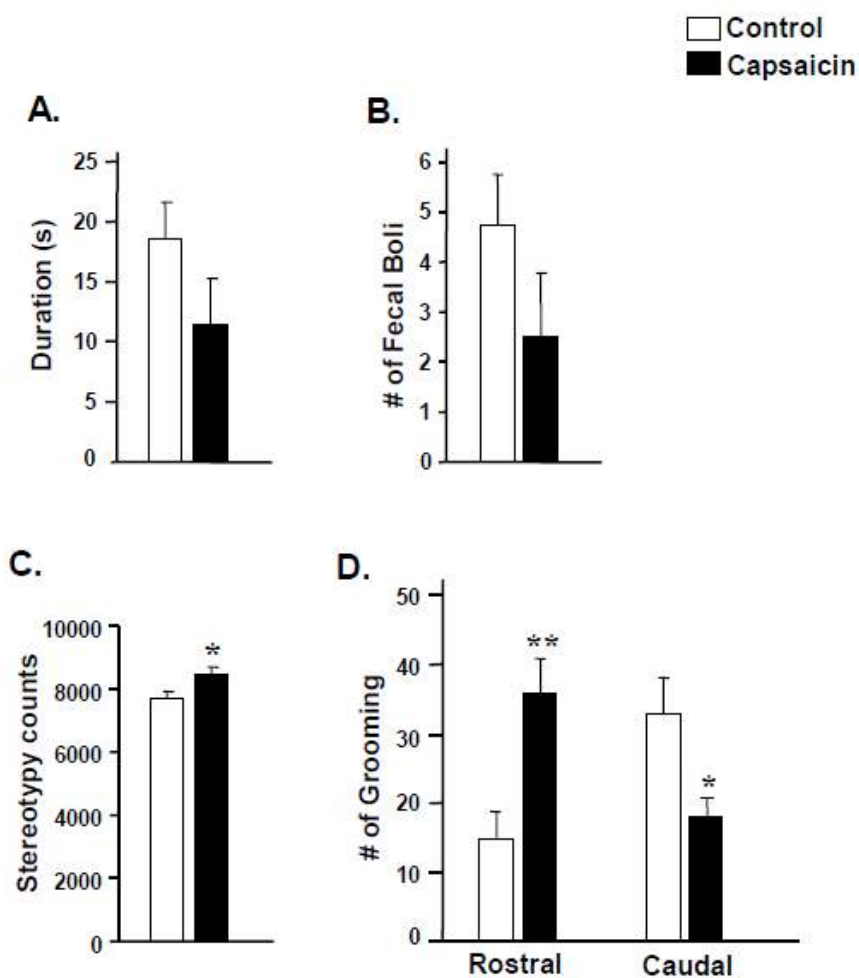 Control
Capsaicin
A.
Duration (s)
25
20
15
10
5
0
B.
# of Fecal Boli
6
5
4
3
2
1
0
C.
Stereotypy counts
10000
8000
6000
4000
2000
0
*
D.
# of Grooming
50
40
30
20
10
0
**
*
Rostral
Caudal